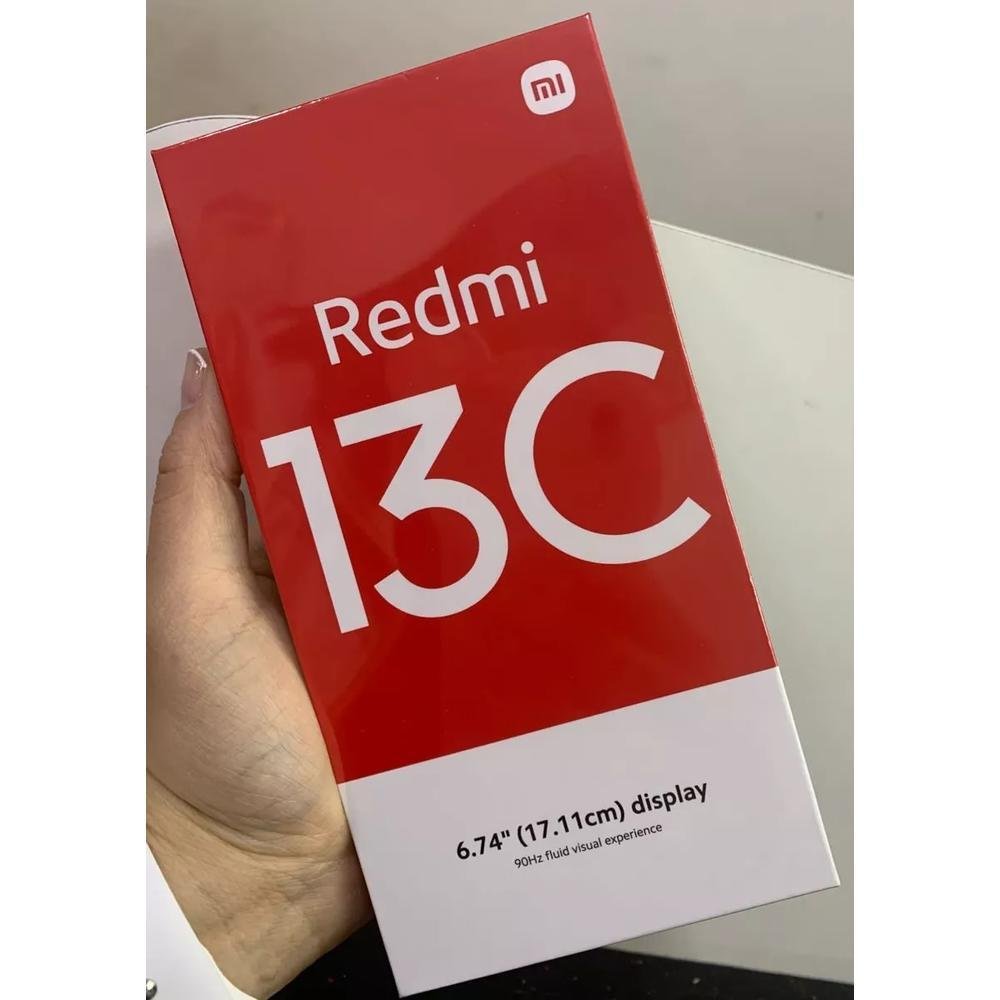 mi
Redmi
13C
6.74" (17.11cm) display
90Hz fluid visual experience